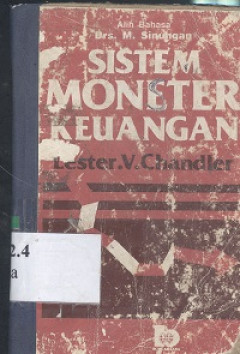 Alih Bahasa
Drs. M. Sinungan
SISTEM
MONETER
KEUANGAN
Lester.V.Chandler
2.4
a